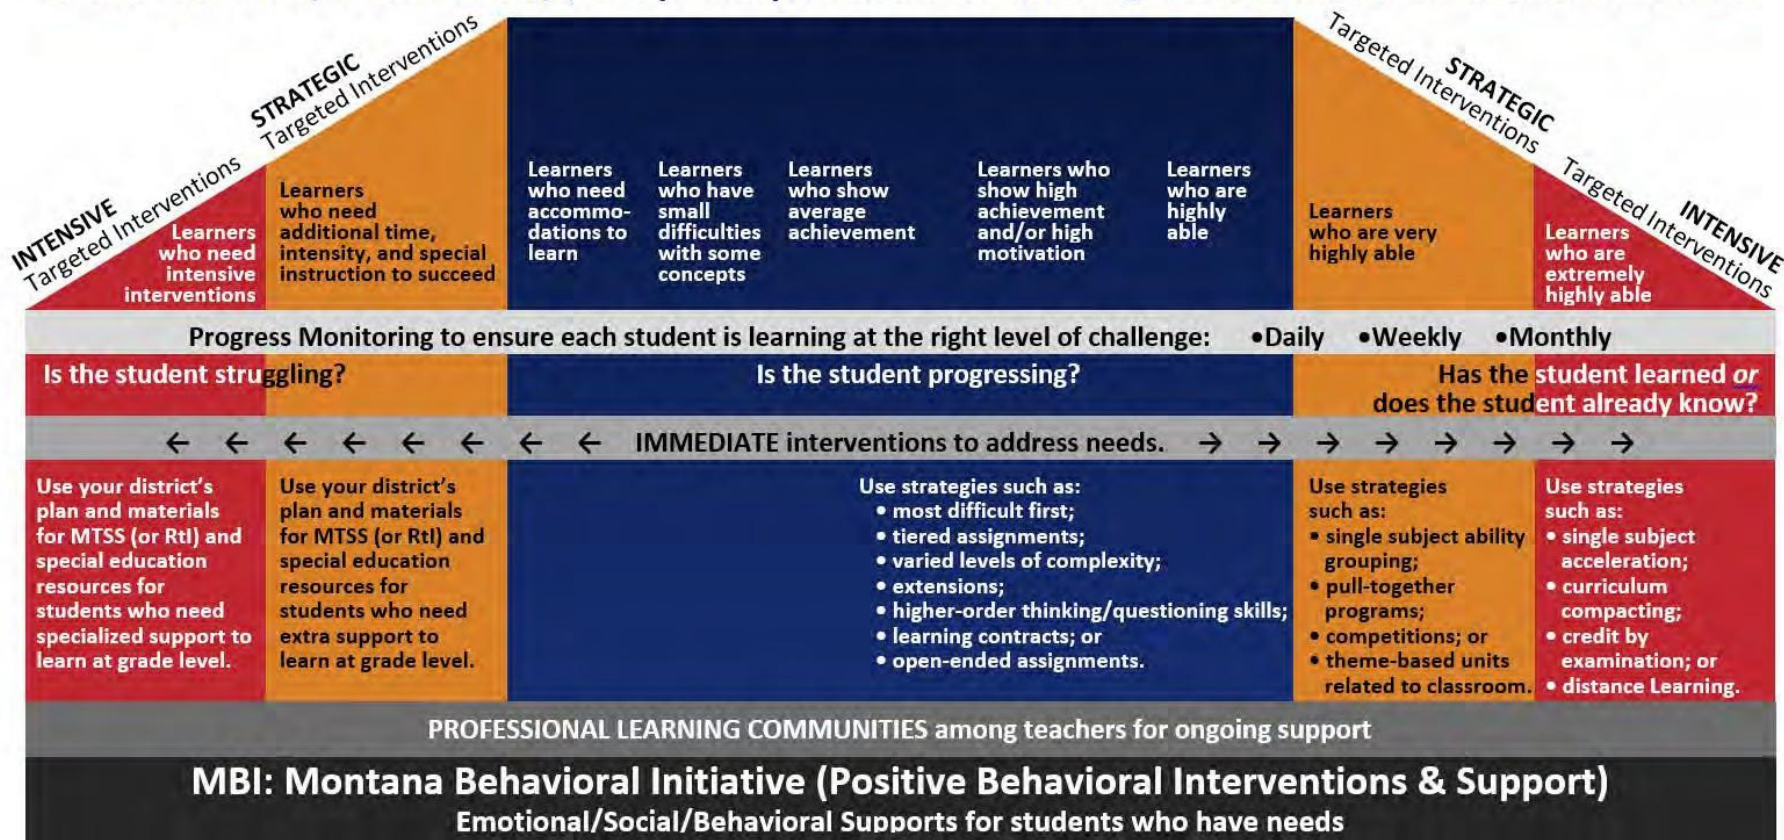 INTENSIVE
Targeted Interventions
STRATEGIC
Targeted Interventions
Targeted Interventions
STRATEGIC
Targeted Interventions
INTENSIVE
Learners
who need
intensive
interventions
Learners
who need
additional time,
intensity, and special
instruction to succeed
Learners
who need
accommo-
dations to
learn
Learners
who have
small
difficulties
with some
concepts
Learners
who show
average
achievement
Learners who
show high
achievement
and/or high
motivation
Learners
who are
highly
able
Learners
who are very
highly able
Learners
who are
extremely
highly able
Progress Monitoring to ensure each student is learning at the right level of challenge: •Daily •Weekly •Monthly
Is the student struggling?
Is the student progressing?
Has the student learned or
does the student already know?
← ← ← ← ← ← ← ← IMMEDIATE interventions to address needs. → → → → → → → →
Use your district's
plan and materials
for MTSS (or RtI) and
special education
resources for
students who need
specialized support to
learn at grade level.
Use your district's
plan and materials
for MTSS (or RtI) and
special education
resources for
students who need
extra support to
learn at grade level.
Use strategies such as:
• most difficult first;
• tiered assignments;
• varied levels of complexity;
• extensions;
• higher-order thinking/questioning skills;
• learning contracts; or
• open-ended assignments.
Use strategies
such as:
• single subject ability
grouping;
• pull-together
programs;
• competitions; or
• theme-based units
related to classroom.
Use strategies
such as:
• single subject
acceleration;
• curriculum
compacting;
• credit by
examination; or
• distance Learning.
PROFESSIONAL LEARNING COMMUNITIES among teachers for ongoing support
MBI: Montana Behavioral Initiative (Positive Behavioral Interventions & Support)
Emotional/Social/Behavioral Supports for students who have needs